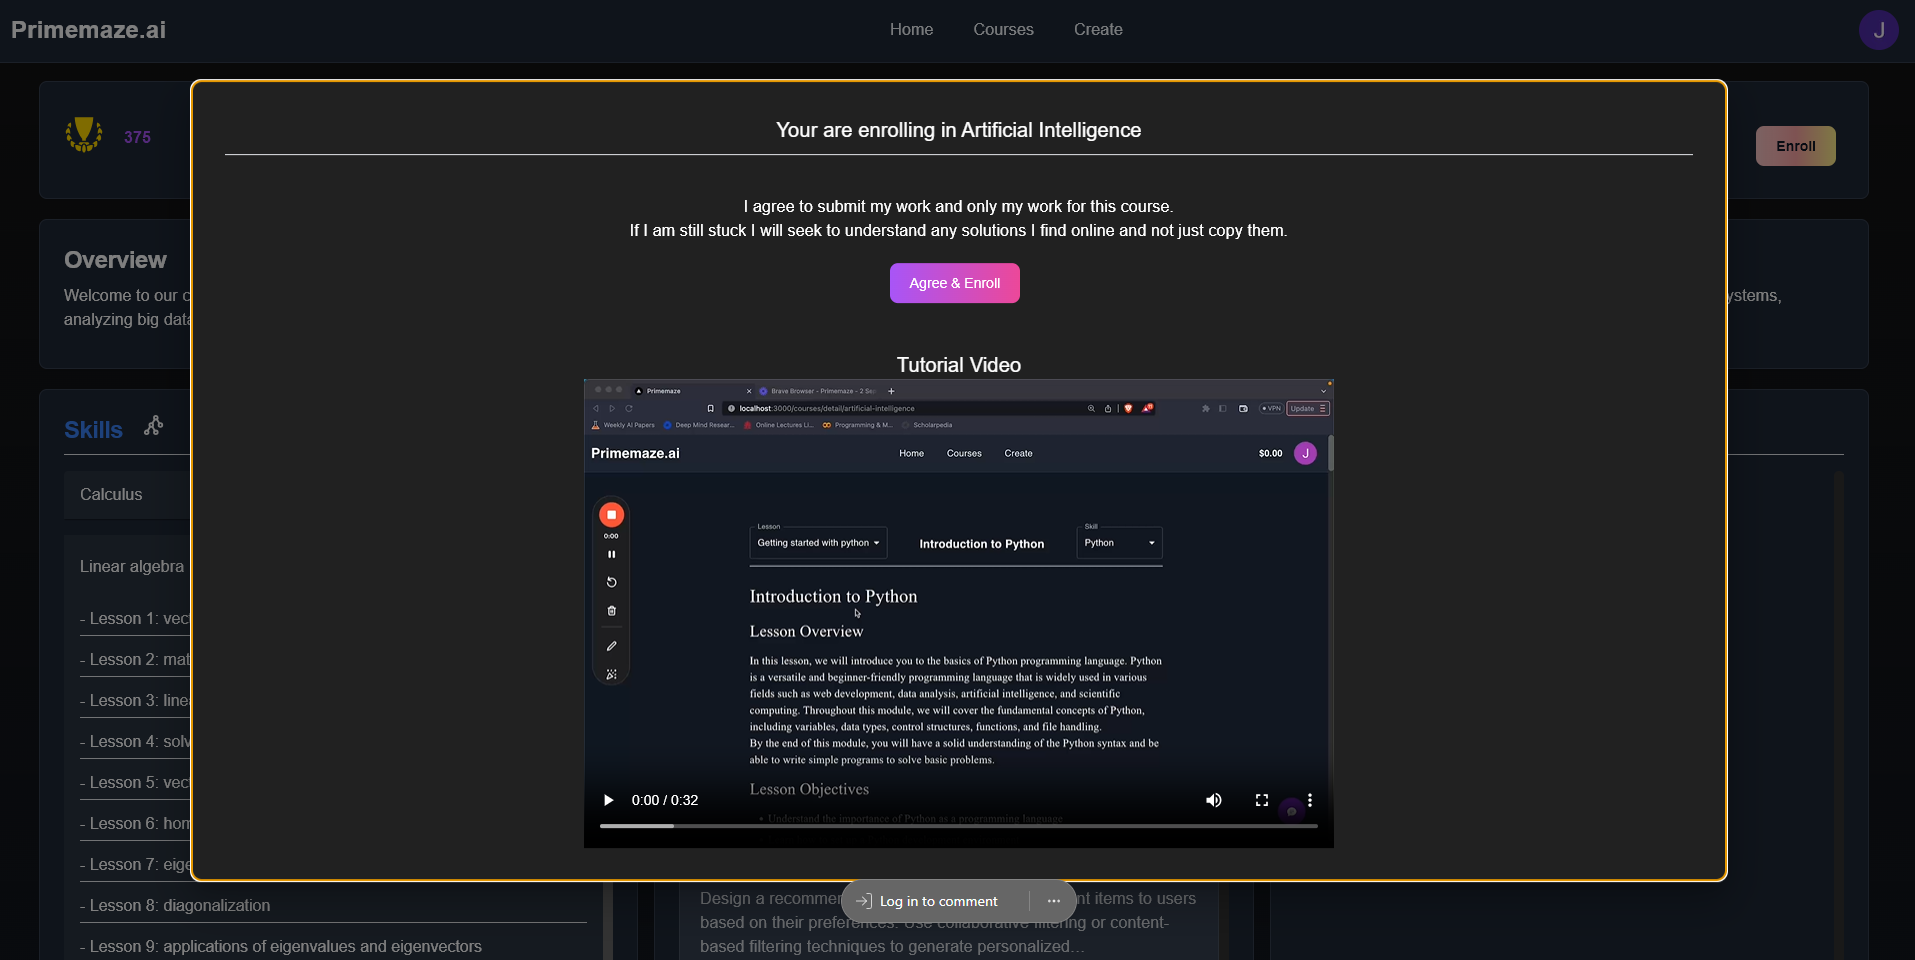 Primemaze.ai
Home Courses Create
J
375
Your are enrolling in Artificial Intelligence
Enroll
I agree to submit my work and only my work for this course.
If I am still stuck I will seek to understand any solutions I find online and not just copy them.
Agree & Enroll
Overview
Welcome to our
analyzing big
Tutorial Video
Primemaze
Brave Browser - Primemaze - 2
localhost:3000/courses/detail/artificial-intelligence
VPN
Update
Weekly AI Papers
Deep Mind Resear...
Online Lectures Li...
Programming & M...
Scholarpedia
Primemaze.ai
Home Courses Create
$0.00
J
0:00
Lesson
Getting started with python
Introduction to Python
Skill
Python
Introduction to Python
Lesson Overview
In this lesson, we will introduce you to the basics of Python programming language. Python
is a versatile and beginner-friendly programming language that is widely used in various
fields such as web development, data analysis, artificial intelligence, and scientific
computing. Throughout this module, we will cover the fundamental concepts of Python,
including variables, data types, control structures, functions, and file handling.
By the end of this module, you will have a solid understanding of the Python syntax and be
able to write simple programs to solve basic problems.
Lesson Objectives
• Understand the importance of Python as a programming language
0:00 / 0:32
Skills
Calculus
Linear algebra
- Lesson 1:
- Lesson 2:
- Lesson 3:
- Lesson 4:
- Lesson 5:
- Lesson 6:
- Lesson 7:
- Lesson 8: diagonalization
- Lesson 9: applications of eigenvalues and eigenvectors
Log in to comment
Design a items to users
based on their preferences. Use collaborative filtering or content-
based filtering techniques to generate personalized...